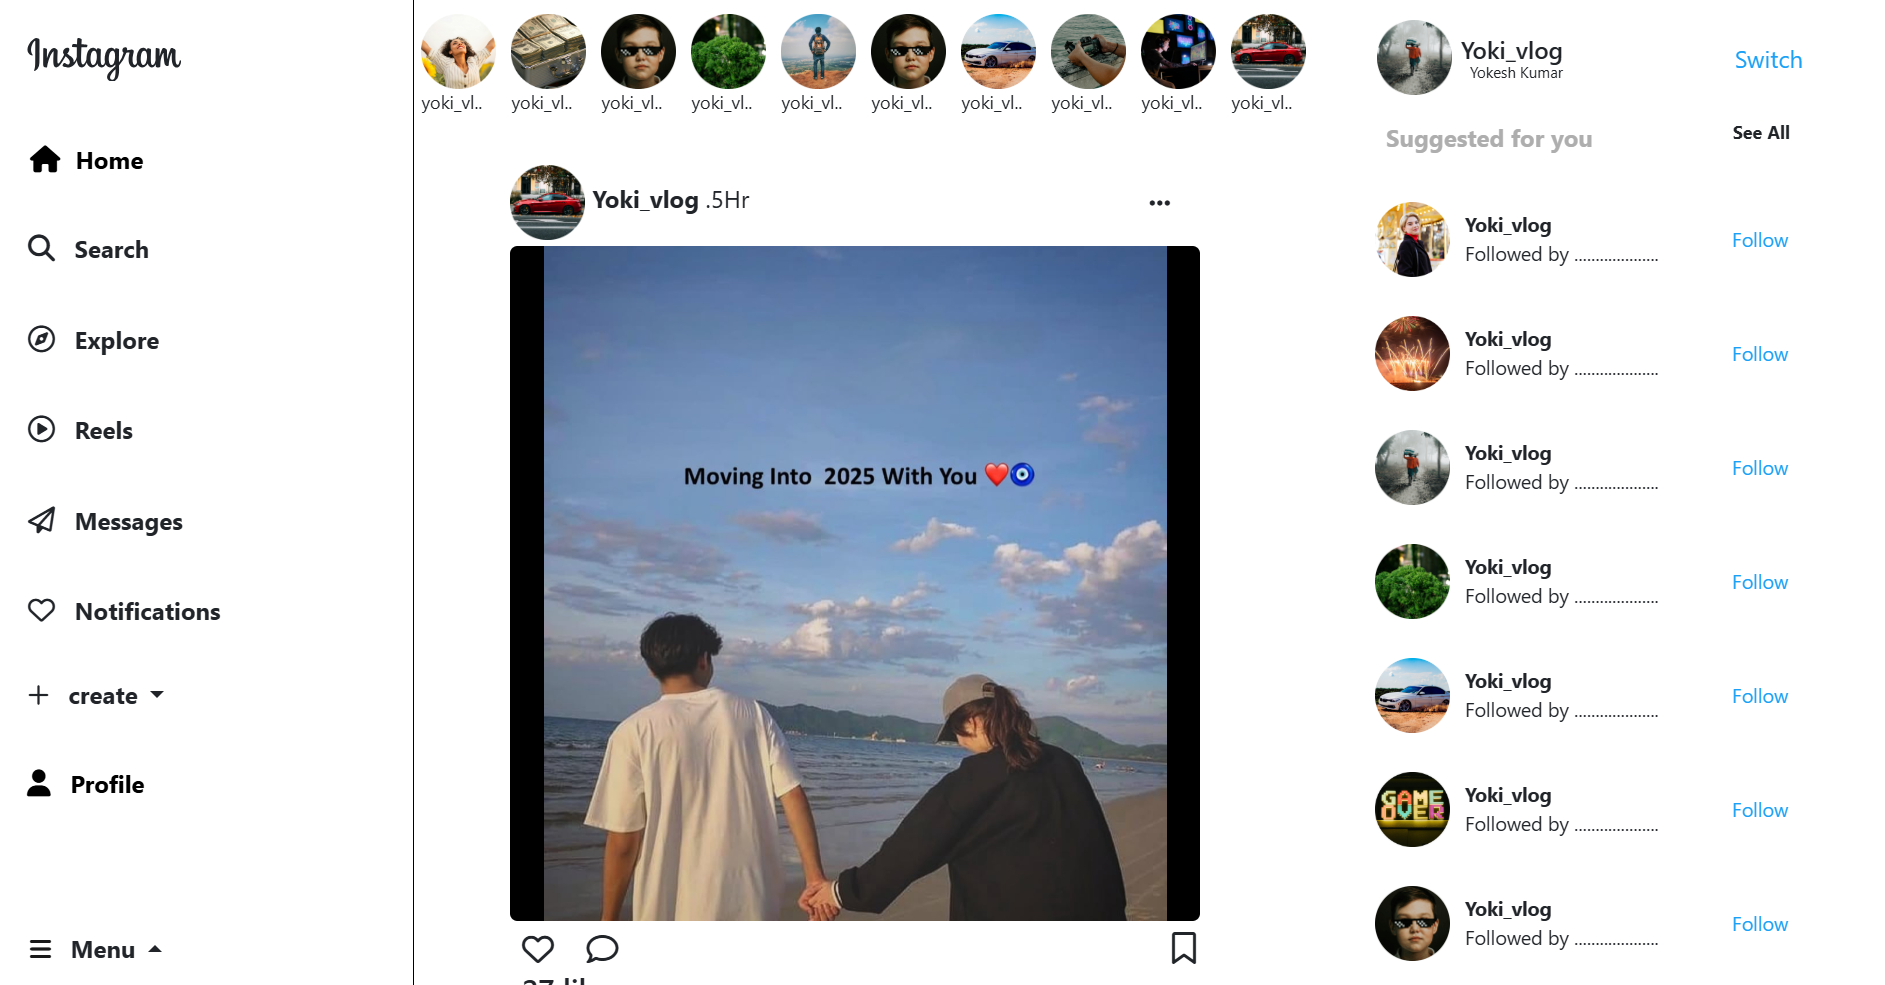 Instagram
Home
Search
Explore
Reels
Messages
Notifications
create
Profile
Menu
yoki_vl..
yoki_vl..
yoki_vl..
yoki_vl..
yoki_vl..
yoki_vl..
yoki_vl..
yoki_vl..
yoki_vl..
yoki_vl..
Yoki_vlog .5Hr
Moving Into 2025 With You ❤️🧿
Yoki_vlog
Yokesh Kumar
Switch
Suggested for you
See All
Yoki_vlog
Followed by ....................
Follow
Yoki_vlog
Followed by ....................
Follow
Yoki_vlog
Followed by ....................
Follow
Yoki_vlog
Followed by ....................
Follow
Yoki_vlog
Followed by ....................
Follow
GAME
OVER
Yoki_vlog
Followed by ....................
Follow
Yoki_vlog
Followed by ....................
Follow